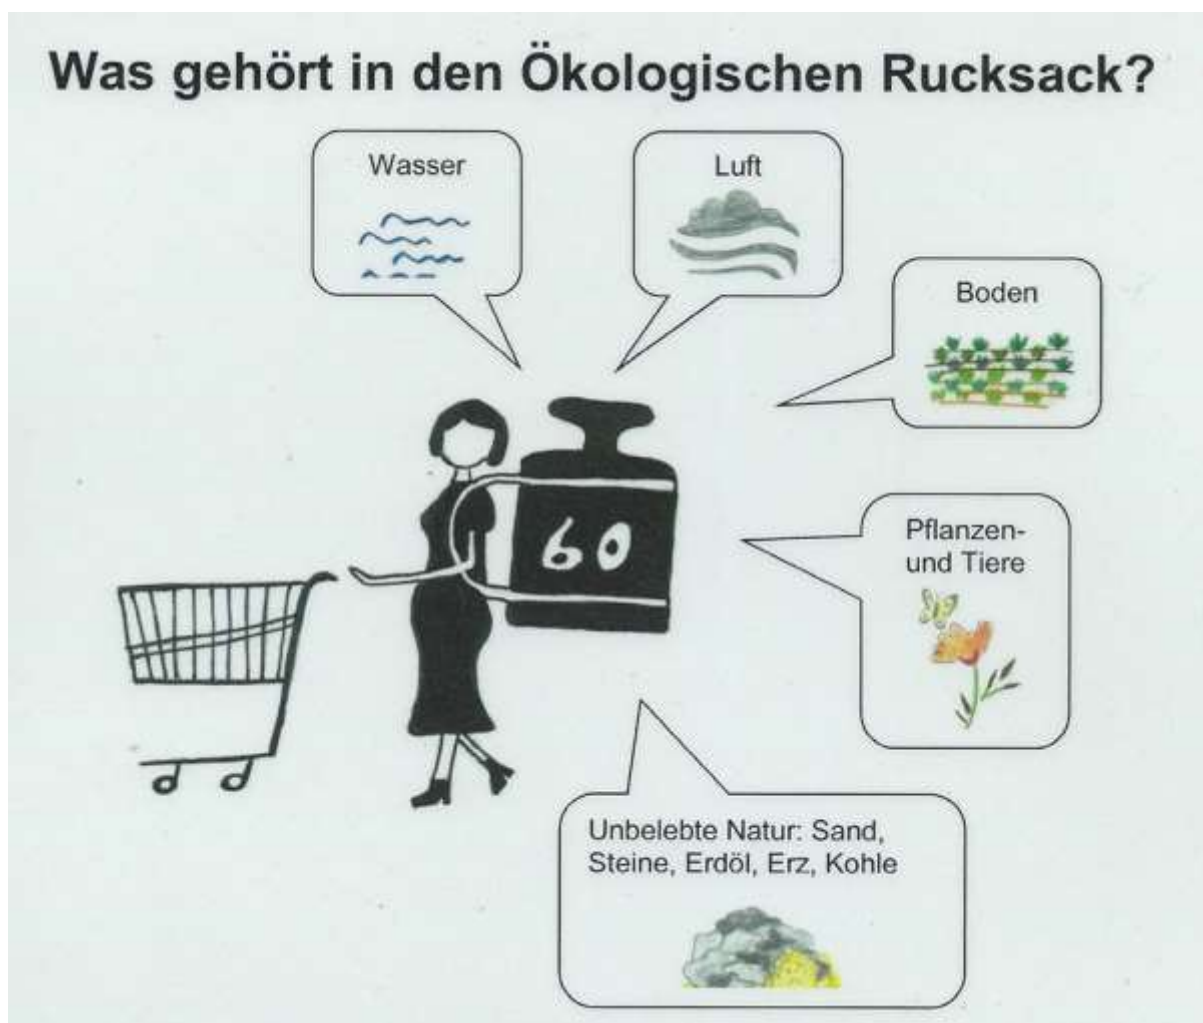 Was gehört in den Ökologischen Rucksack?
Wasser
Luft
Boden
60
Pflanzen-
und Tiere
Unbelebte Natur: Sand,
Steine, Erdöl, Erz, Kohle